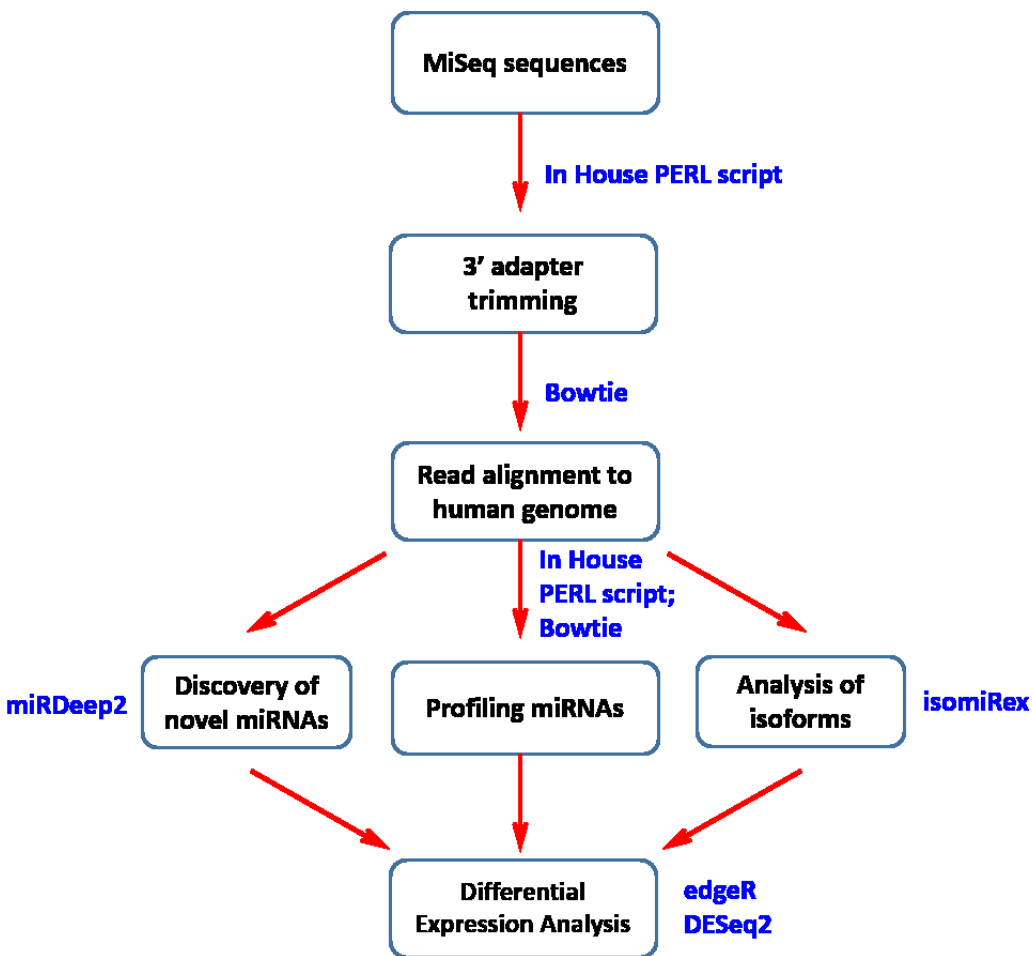 MiSeq sequences
In House PERL script
3’ adapter
trimming
Bowtie
Read alignment to
human genome
In House
PERL script;
Bowtie
miRDeep2
Discovery of
novel miRNAs
Profiling miRNAs
Analysis of
isoforms
isomiRex
Differential
Expression Analysis
edgeR
DESeq2